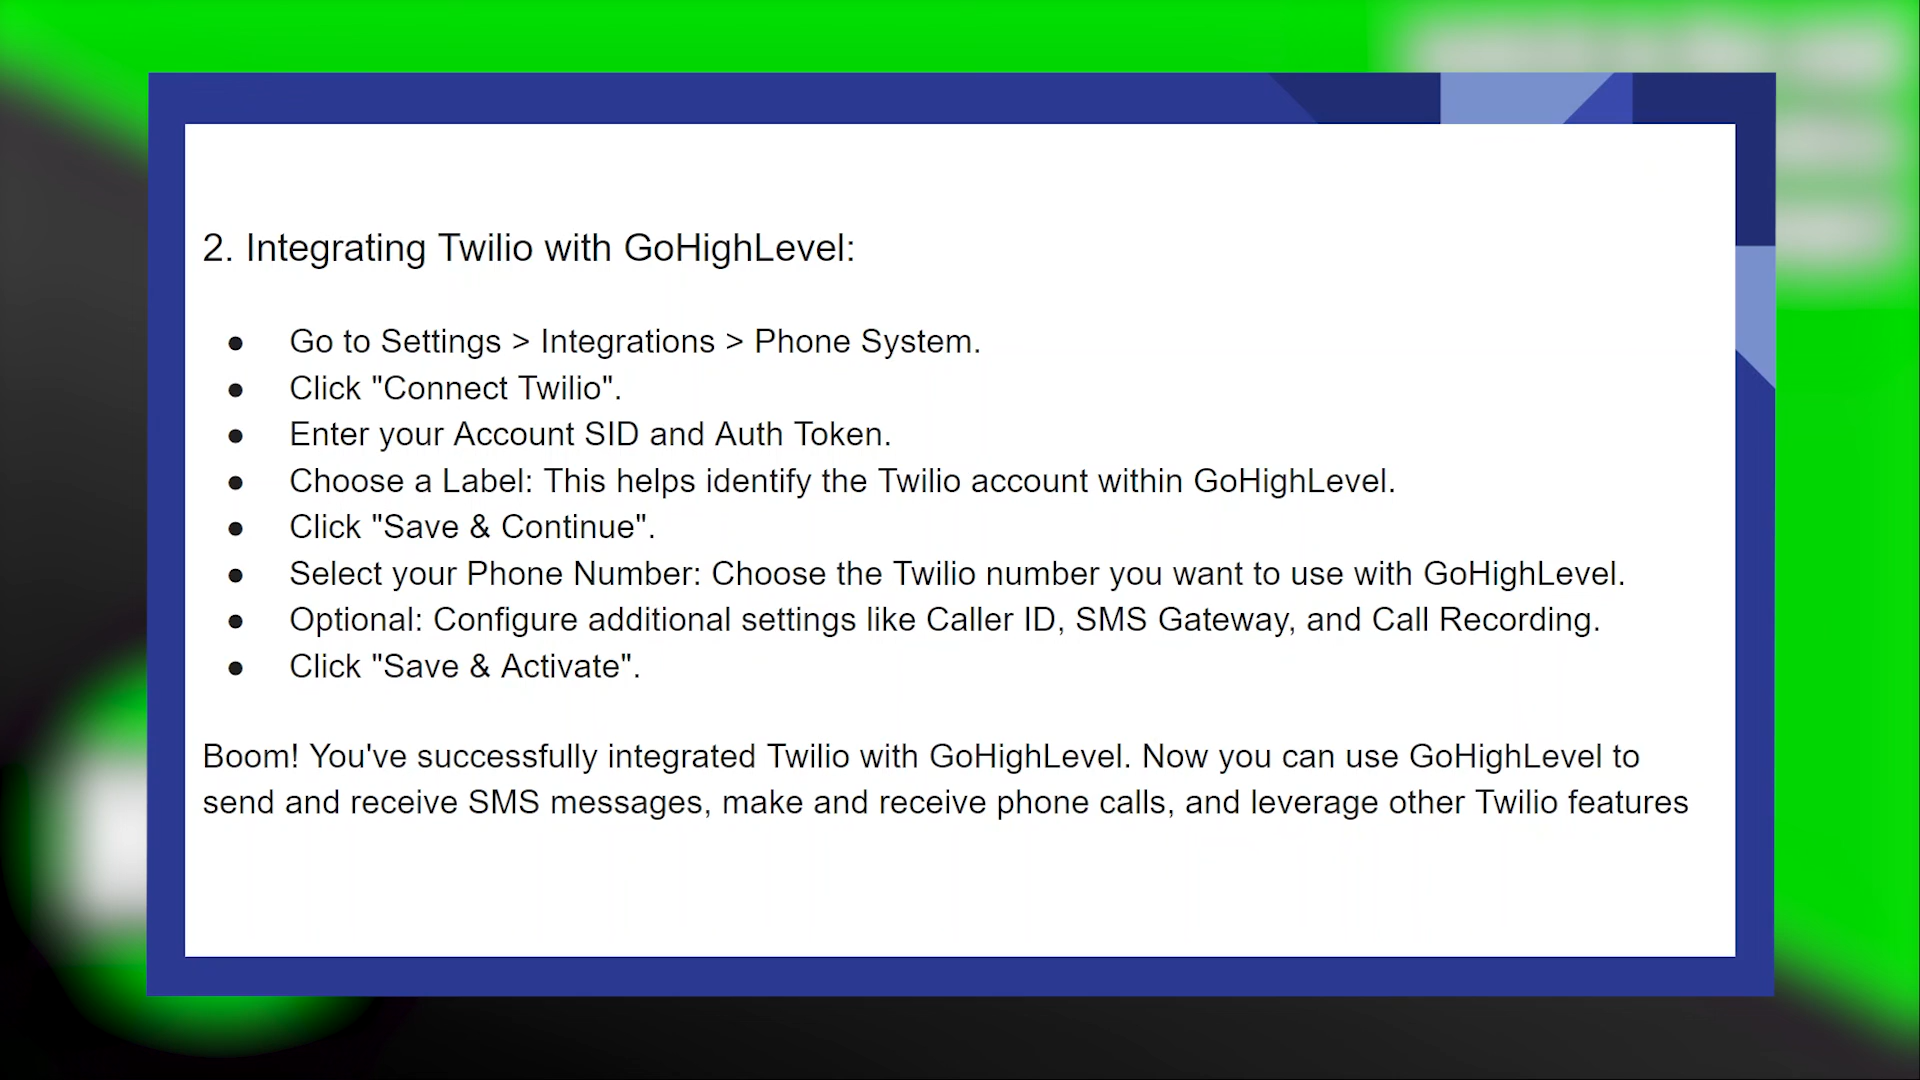 2. Integrating Twilio with GoHighLevel:
● Go to Settings > Integrations > Phone System.
● Click "Connect Twilio".
● Enter your Account SID and Auth Token.
● Choose a Label: This helps identify the Twilio account within GoHighLevel.
● Click "Save & Continue".
● Select your Phone Number: Choose the Twilio number you want to use with GoHighLevel.
● Optional: Configure additional settings like Caller ID, SMS Gateway, and Call Recording.
● Click "Save & Activate".
Boom! You've successfully integrated Twilio with GoHighLevel. Now you can use GoHighLevel to
send and receive SMS messages, make and receive phone calls, and leverage other Twilio features